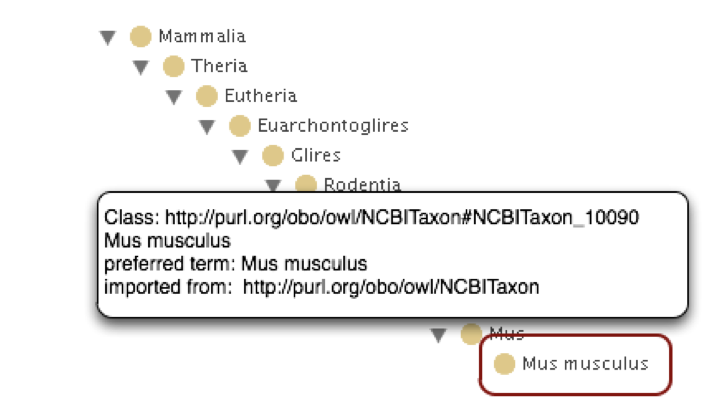 Mammalia
Theria
Eutheria
Euarchontoglires
Glires
Rodentia
Class: http://purl.org/obo/owl/NCBITaxon#NCBITaxon_10090
Mus musculus
preferred term: Mus musculus
imported from:  http://purl.org/obo/owl/NCBITaxon
Mus
Mus musculus